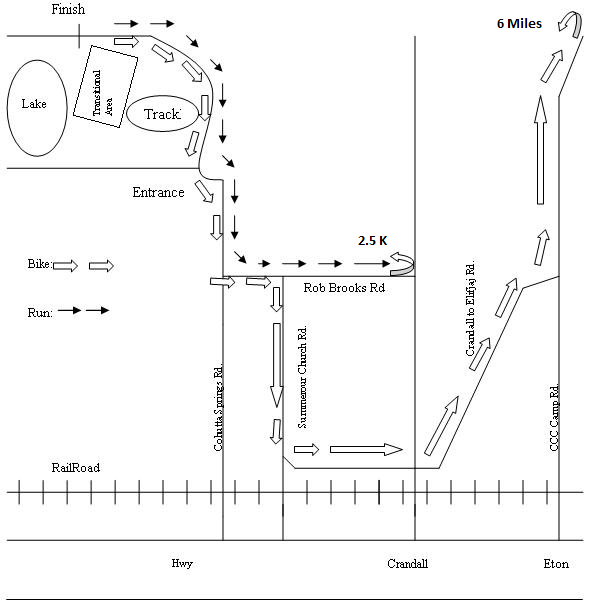 Finish
6 Miles
Lake
Transitional
Area
Track
Entrance
2.5 K
Bike:
Rob Brooks Rd
Run:
Crandall to Elifjaj Rd.
Summerour Church Rd.
Cohutta Springs Rd.
CCC Camp Rd.
RailRoad
Hwy
Crandall
Eton